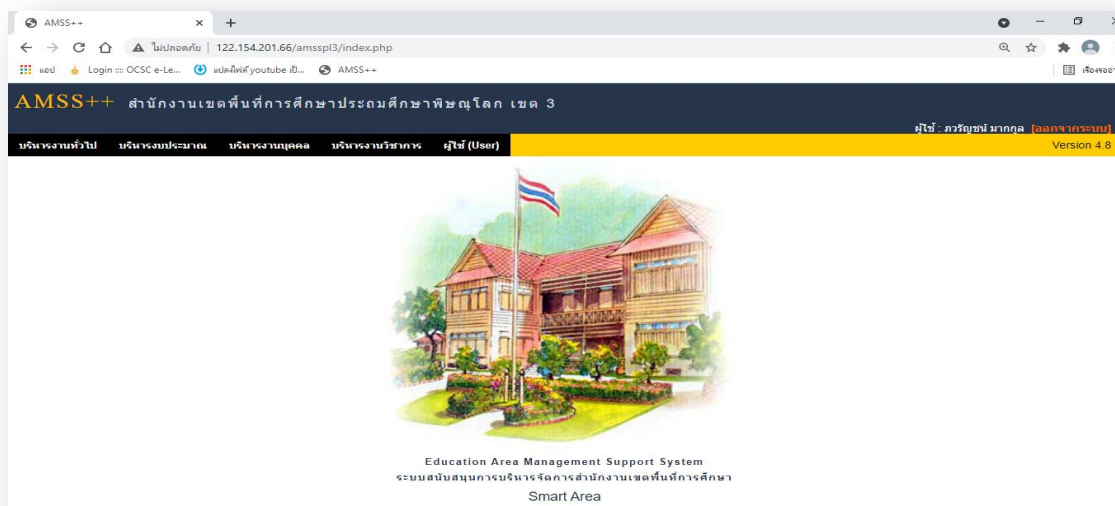 AMSS++
ไม่ปลอดภัย | 122.154.201.66/amsspl3/index.php
แอป Login :::: OCSC e-Le... แปลงไฟล์ youtube เป็... AMSS++
AMSS++ สำนักงานเขตพื้นที่การศึกษาประถมศึกษาพิษณุโลก เขต 3
ผู้ใช้ : ภวรัญชน์ มากกุล [ออกจากระบบ]
บริหารงานทั่วไป บริหารงบประมาณ บริหารงานบุคคล บริหารงานวิชาการ ผู้ใช้ (User) Version 4.8
Education Area Management Support System
ระบบสนับสนุนการบริหารจัดการสำนักงานเขตพื้นที่การศึกษา
Smart Area